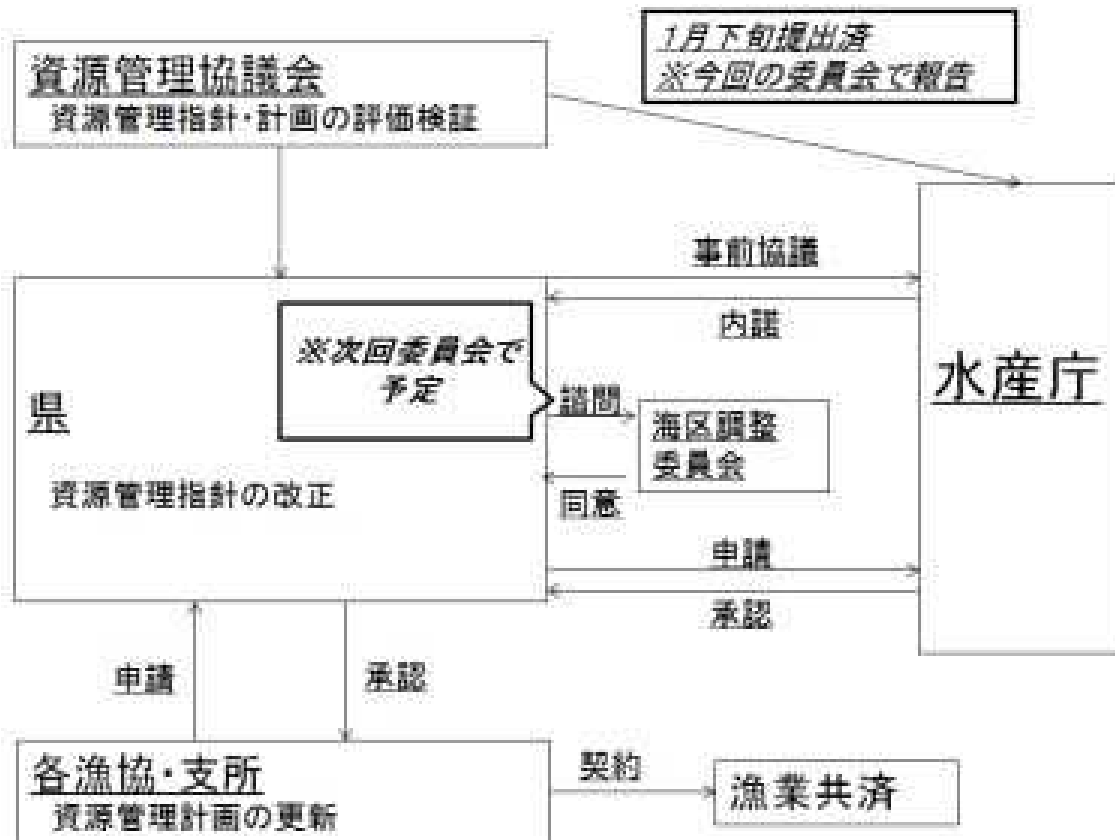 資源管理協議会
資源管理指針・計画の評価検証
1月下旬提出済
※今回の委員会で報告
事前協議
内諾
※次回委員会で
予定
県
資源管理指針の改正
諮問
海区調整
委員会
同意
水産庁
申請
承認
申請
承認
各漁協・支所
資源管理計画の更新
契約
漁業共済